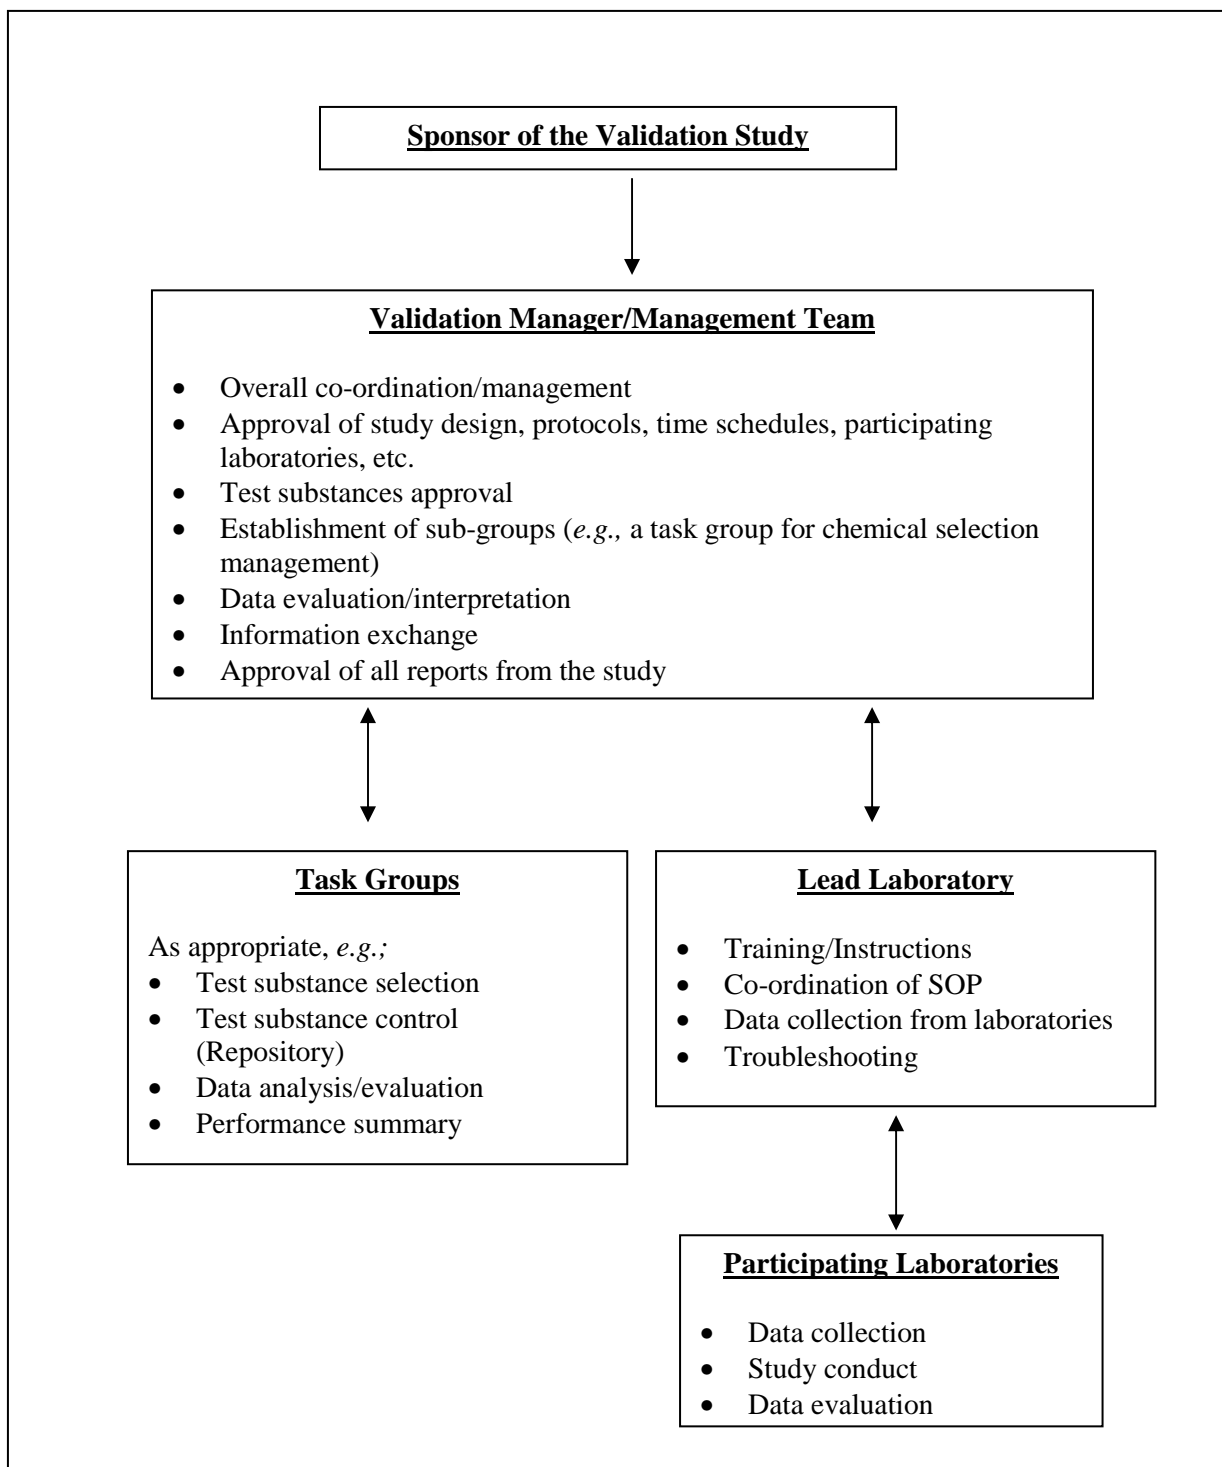 Sponsor of the Validation Study
Validation Manager/Management Team
• Overall co-ordination/management
• Approval of study design, protocols, time schedules, participating
laboratories, etc.
• Test substances approval
• Establishment of sub-groups (e.g., a task group for chemical selection
management)
• Data evaluation/interpretation
• Information exchange
• Approval of all reports from the study
Task Groups
As appropriate, e.g.;
• Test substance selection
• Test substance control
(Repository)
• Data analysis/evaluation
• Performance summary
Lead Laboratory
• Training/Instructions
• Co-ordination of SOP
• Data collection from laboratories
• Troubleshooting
Participating Laboratories
• Data collection
• Study conduct
• Data evaluation